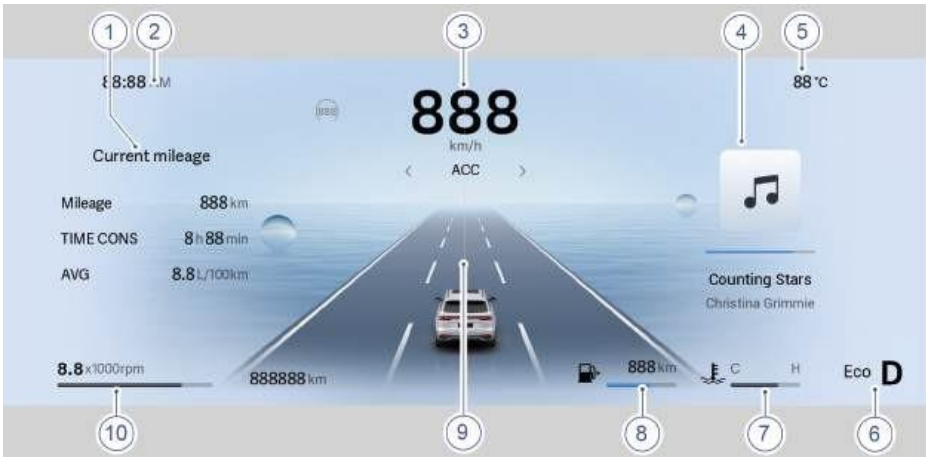 1 2 3 4 5
88:88 M 88 °C
888
888
km/h
Current mileage
< ACC >
Mileage 888 km
TIME CONS 8 h 88 min
AVG 8.8 L/100km
Counting Stars
Christina Grimmie
8.8 x1000rpm
888888 km
888 km
C H
Eco D
10 9 8 7 6